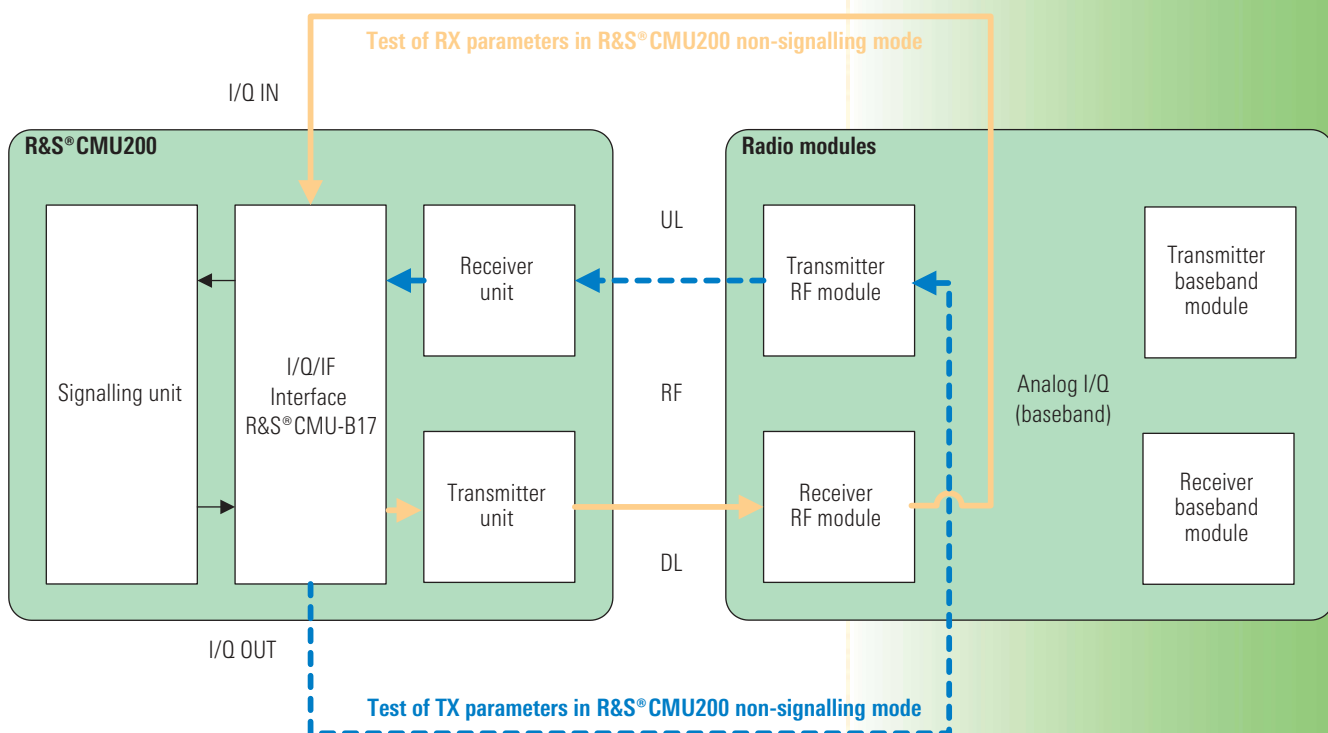 Test of RX parameters in R&S®CMU200 non-signalling mode
I/Q IN
R&S®CMU200
Radio modules
Signalling unit
I/Q/IF
Interface
R&S®CMU-B17
Receiver
unit
Transmitter
unit
UL
RF
DL
Transmitter
RF module
Receiver
RF module
Analog I/Q
(baseband)
Transmitter
baseband
module
Receiver
baseband
module
I/Q OUT
Test of TX parameters in R&S®CMU200 non-signalling mode